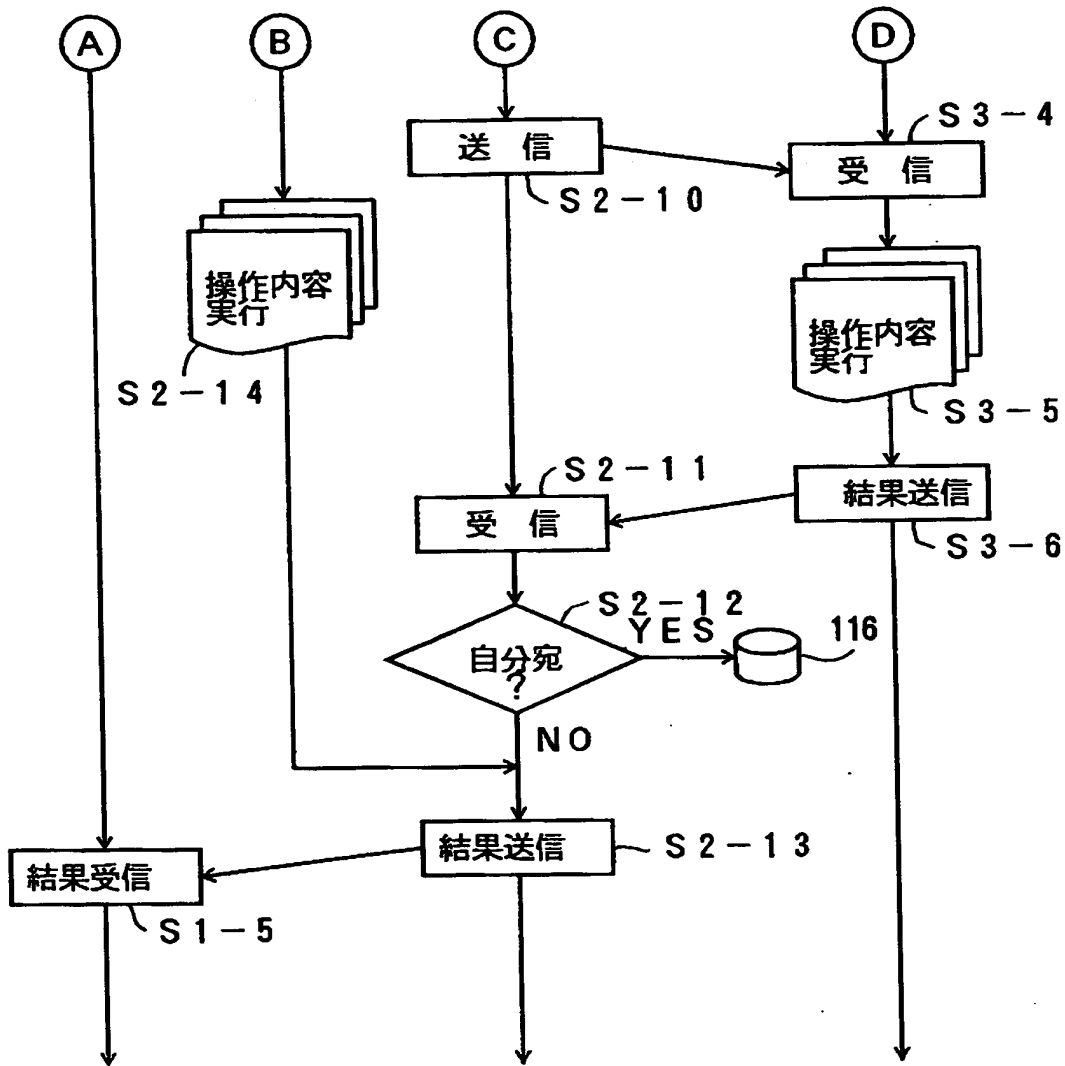 A
B
C
D
送 信
S2-10
S3-4
受 信
操作内容
実行
S2-14
操作内容
実行
S3-5
S2-11
受 信
結果送信
S3-6
S2-12
自分宛
?
YES
116
NO
結果送信
S2-13
結果受信
S1-5